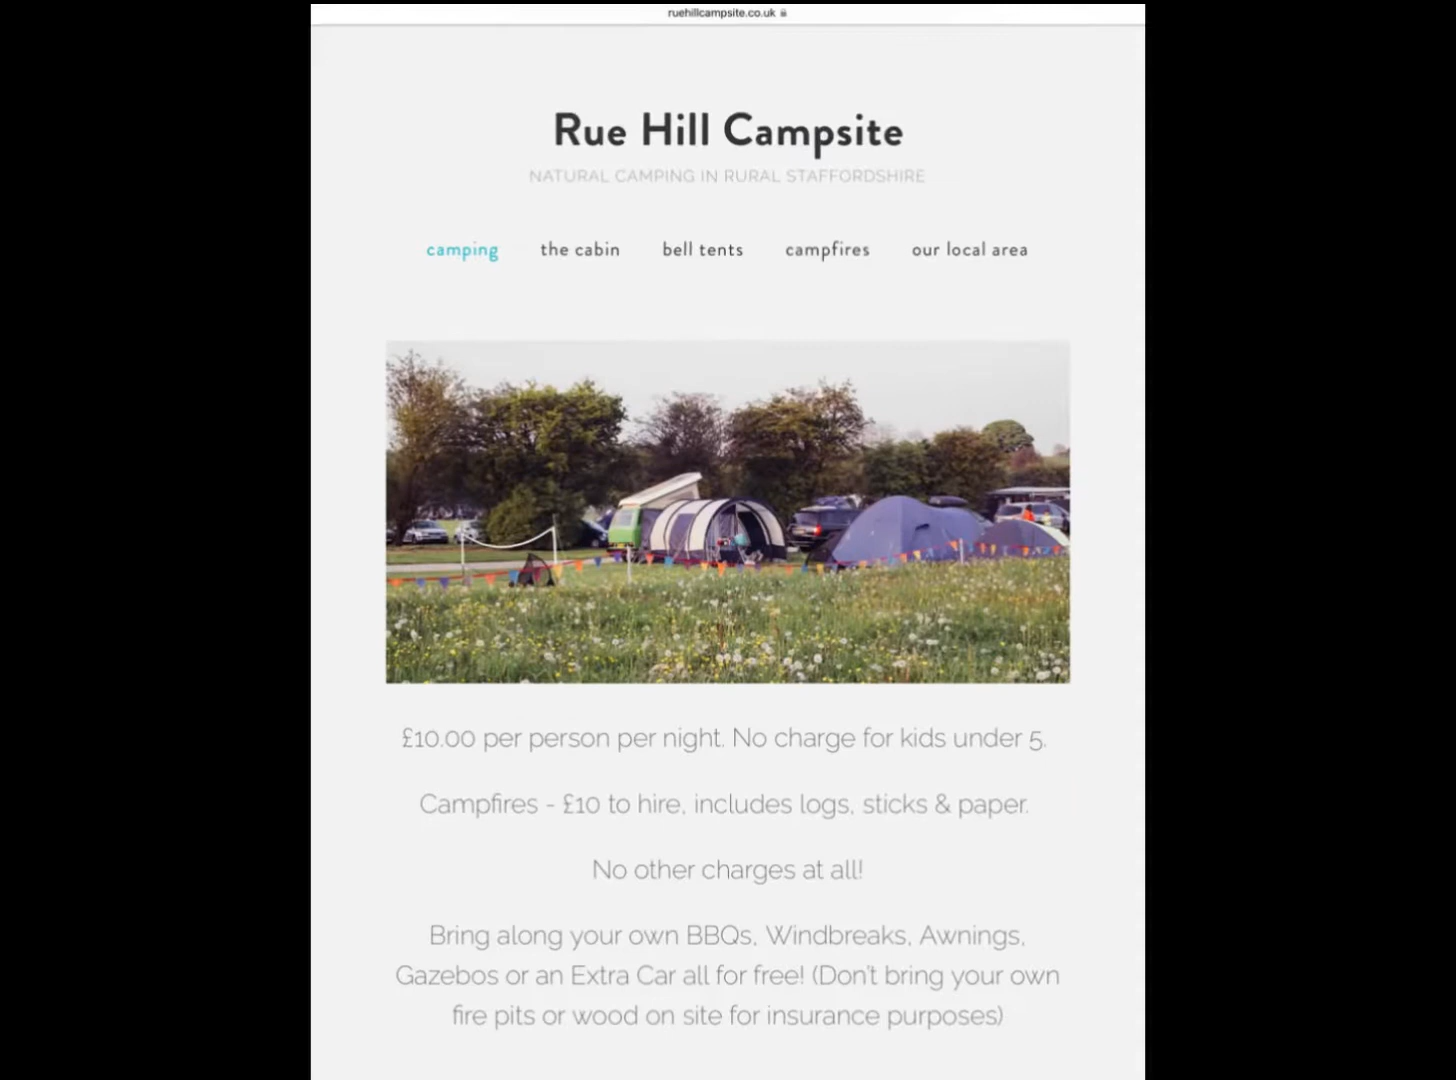 ruehillcampsite.co.uk
Rue Hill Campsite
NATURAL CAMPING IN RURAL STAFFORDSHIRE
camping the cabin bell tents campfires our local area
£10.00 per person per night. No charge for kids under 5.
Campfires - £10 to hire, includes logs, sticks & paper.
No other charges at all!
Bring along your own BBQs, Windbreaks, Awnings,
Gazebos or an Extra Car all for free! (Don't bring your own
fire pits or wood on site for insurance purposes)